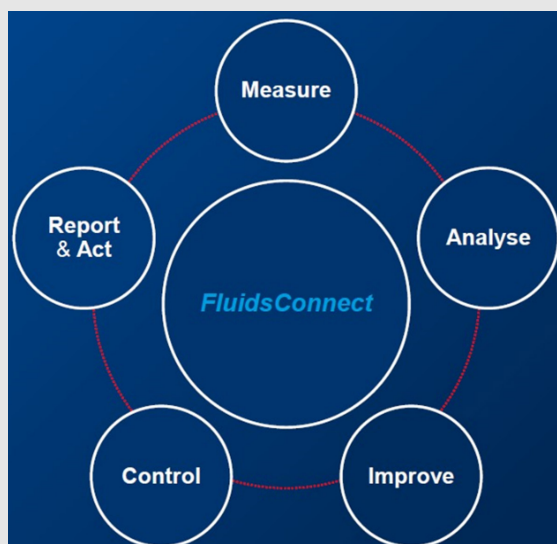 Measure
Analyse
Improve
Control
Report
& Act
FluidsConnect